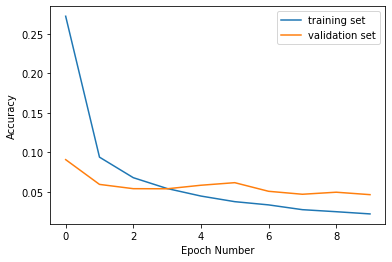 training set
validation set
0.25
0.20
0.15
0.10
0.05
Accuracy
0 2 4 6 8
Epoch Number